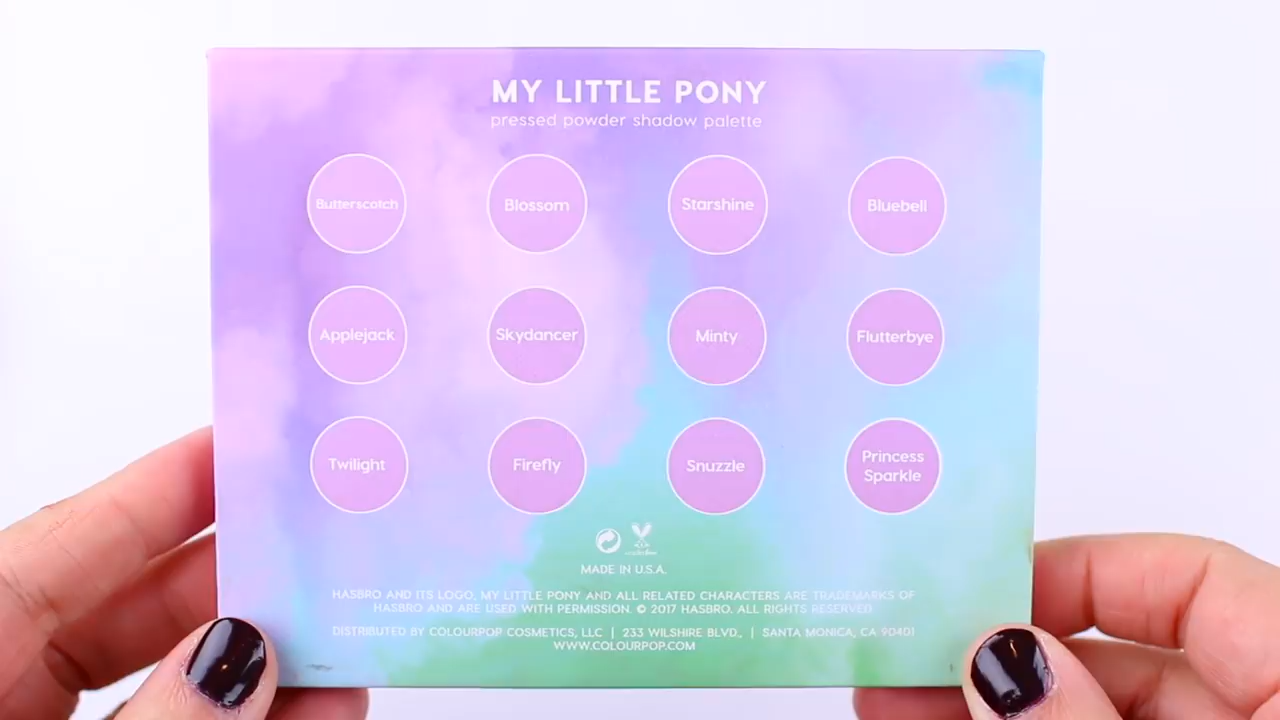 MY LITTLE PONY
pressed powder shadow palette
Butterscotch
Blossom
Starshine
Bluebell
Applejack
Skydancer
Minty
Flutterbye
Twilight
Firefly
Snuzzle
Princess
Sparkle
MADE IN U.S.A.
HASBRO AND ITS LOGO, MY LITTLE PONY AND ALL RELATED CHARACTERS ARE TRADEMARKS OF
HASBRO AND ARE USED WITH PERMISSION. © 2017 HASBRO. ALL RIGHTS RESERVED.
DISTRIBUTED BY COLOURPOP COSMETICS, LLC | 233 WILSHIRE BLVD., | SANTA MONICA, CA 90401
WWW.COLOURPOP.COM